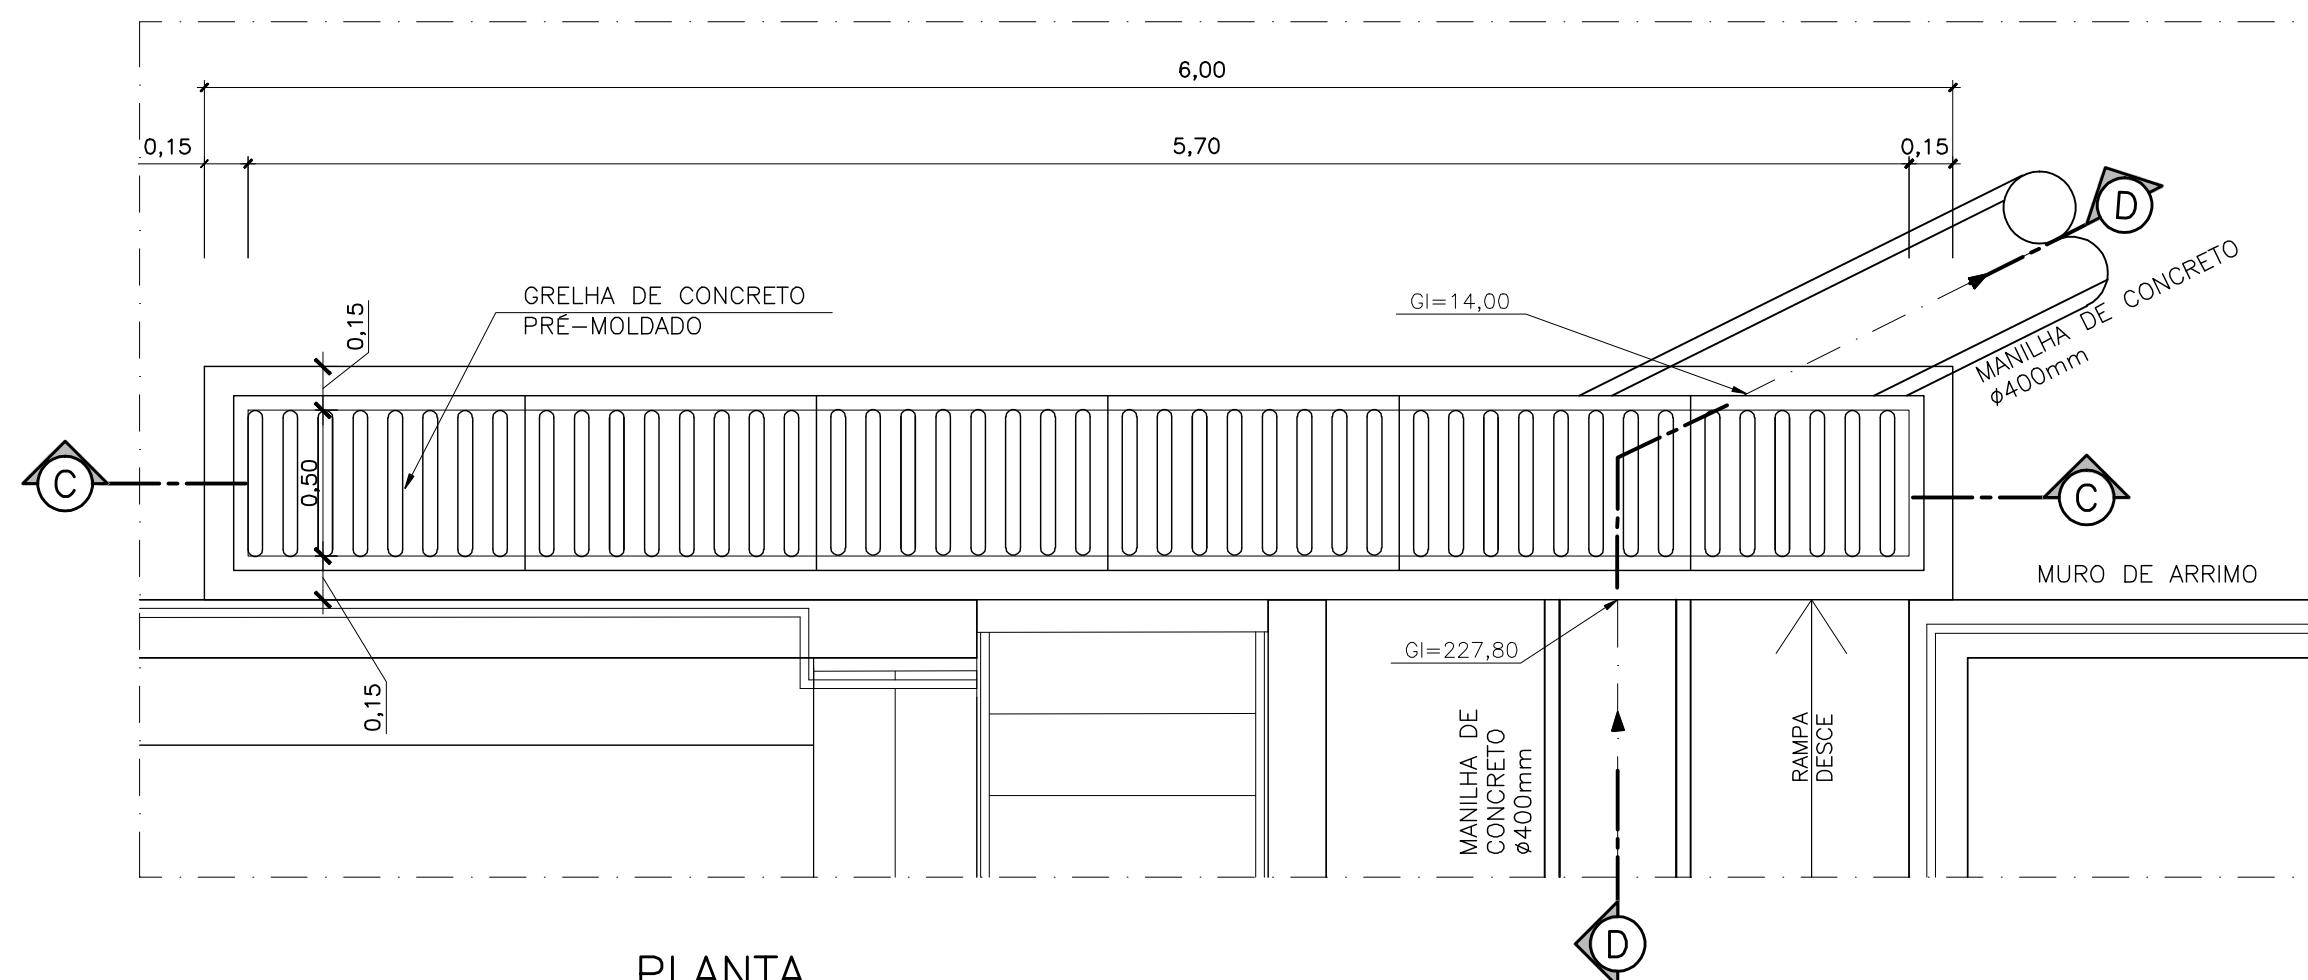 6,00
0,15
5,70
0,15
D
GRELHA DE CONCRETO
PRÉ-MOLDADO
GI=14,00
0,15
MANILHA DE CONCRETO
ø400mm
C
0,50
C
MURO DE ARRIMO
GI=227,80
0,15
MANILHA DE
CONCRETO
ø400mm
RAMPA
DESCE
D
PLANTA